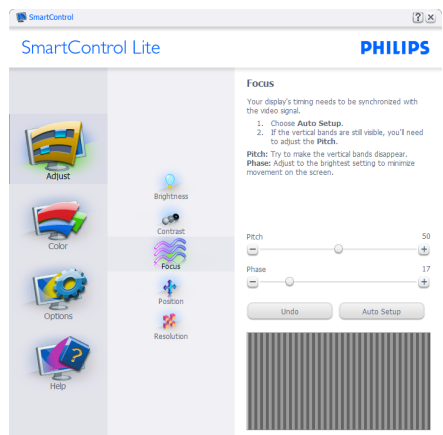 SmartControl
SmartControl Lite
PHILIPS
Adjust
Color
Options
Help
Brightness
Contrast
Focus
Position
Resolution
Focus
Your display's timing needs to be synchronized with
the video signal.
1. Choose Auto Setup.
2. If the vertical bands are still visible, you'll need
to adjust the Pitch.
Pitch: Try to make the vertical bands disappear.
Phase: Adjust to the brightest setting to minimize
movement on the screen.
Pitch 50
Phase 17
Undo Auto Setup